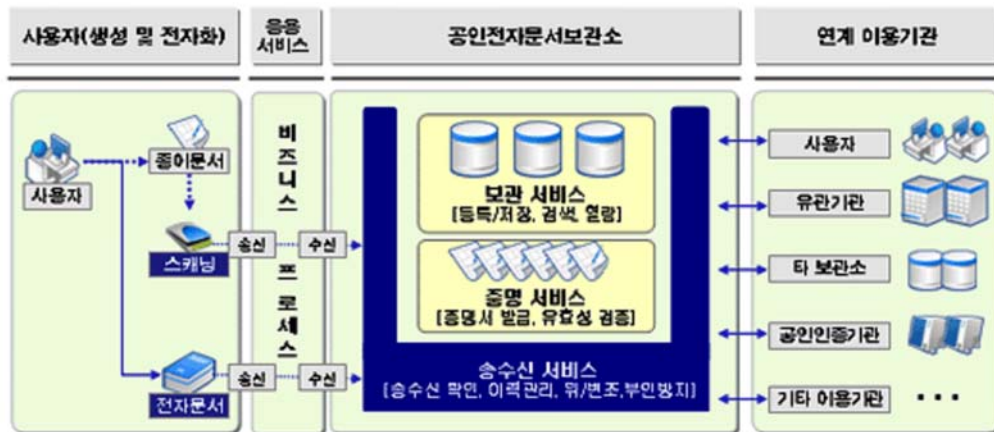 사용자(생성 및 전자화)
응용
서비스
공인전자문서보관소
연계 이용기관
종이문서
사용자
스캐닝
전자문서
송신
수신
송신
수신
비즈니스 프로세스
보관 서비스
[등록/저장, 검색, 열람]
증명 서비스
[증명서 발급, 유효성 검증]
송수신 서비스
[송수신 확인, 이력관리, 위/변조,부인방지]
사용자
유관기관
타 보관소
공인인증기관
기타 이용기관
...